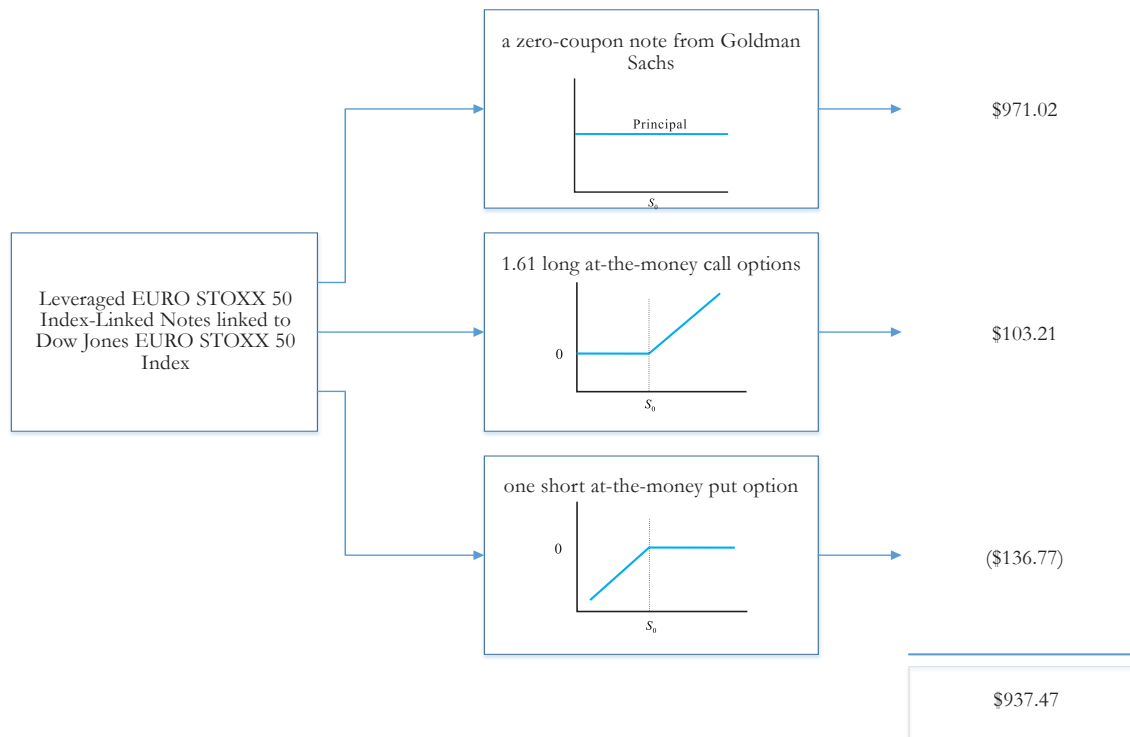 a zero-coupon note from Goldman
Sachs
Principal
S₀
$971.02
Leveraged EURO STOXX 50
Index-Linked Notes linked to
Dow Jones EURO STOXX 50
Index
1.61 long at-the-money call options
0
S₀
$103.21
one short at-the-money put option
0
S₀
($136.77)
$937.47